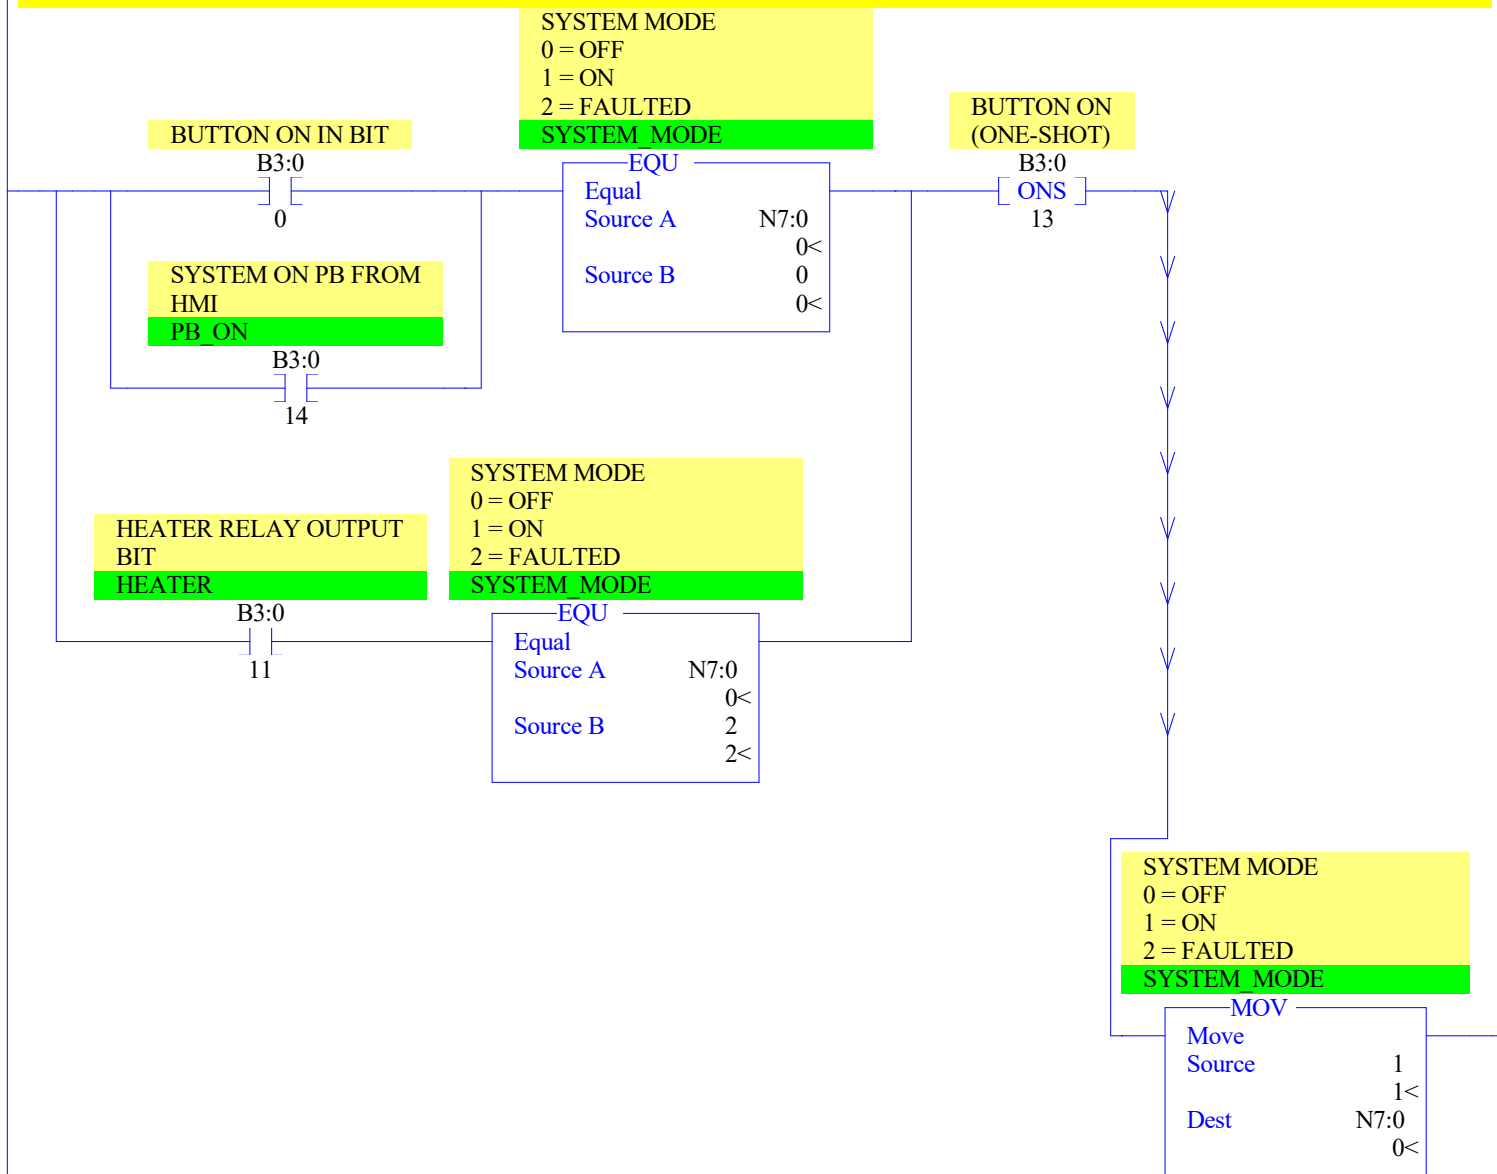 SYSTEM MODE
0 = OFF
1 = ON
2 = FAULTED
SYSTEM_MODE
BUTTON ON IN BIT
B3:0
0
EQU
Equal
Source A N7:0
0<
Source B 0
0<
BUTTON ON
(ONE-SHOT)
B3:0
ONS
13
SYSTEM ON PB FROM
HMI
PB_ON
B3:0
14
HEATER RELAY OUTPUT
BIT
HEATER
B3:0
11
SYSTEM MODE
0 = OFF
1 = ON
2 = FAULTED
SYSTEM_MODE
EQU
Equal
Source A N7:0
0<
Source B 2
2<
SYSTEM MODE
0 = OFF
1 = ON
2 = FAULTED
SYSTEM_MODE
MOV
Move
Source 1
1<
Dest N7:0
0<